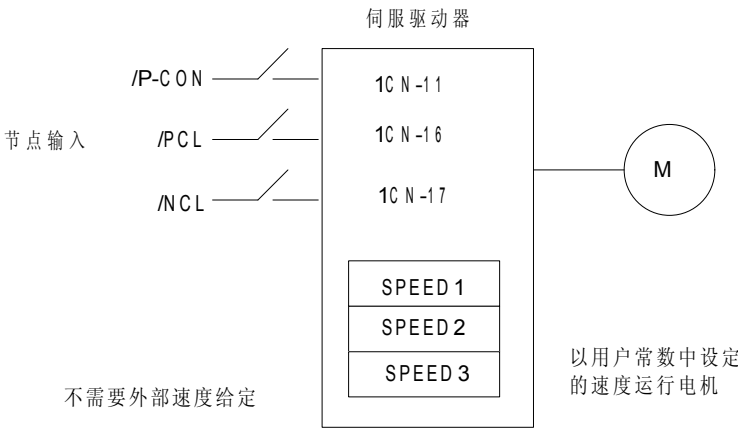 伺服驱动器
/P-CON
1CN-11
节点输入
/PCL
1CN-16
M
/NCL
1CN-17
SPEED1
SPEED2
SPEED3
以用户常数中设定
的速度运行电机
不需要外部速度给定